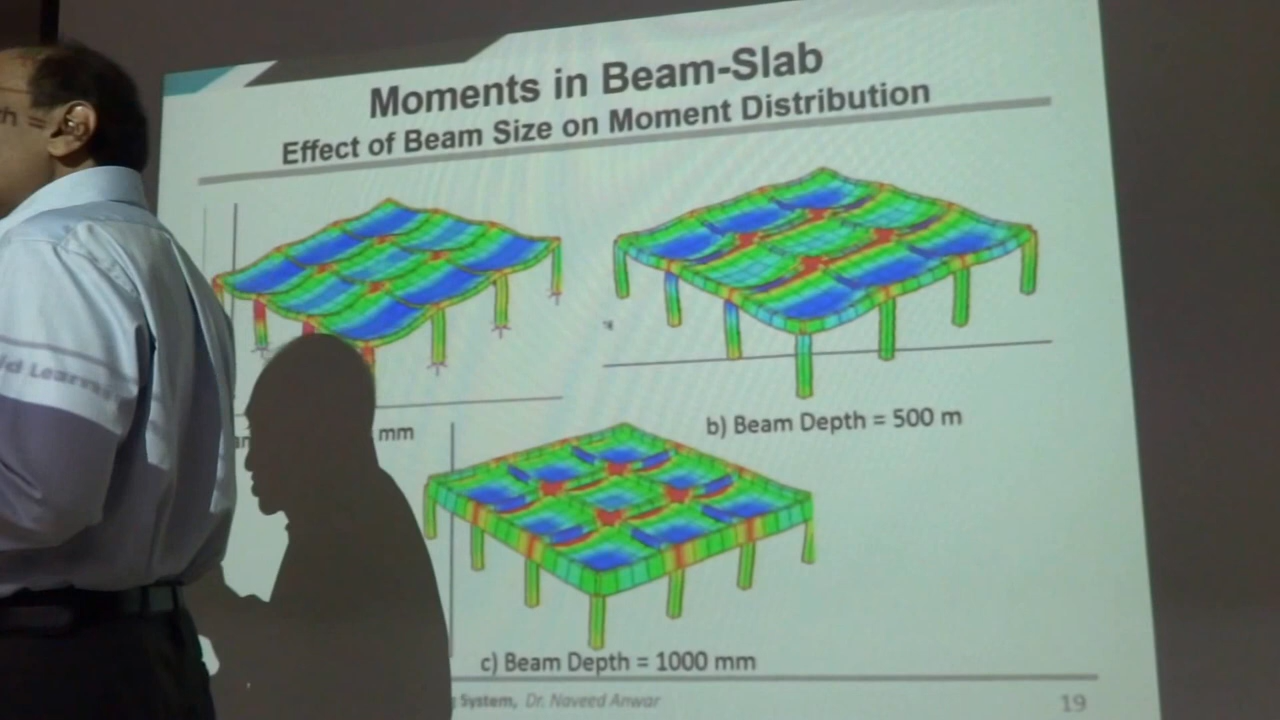 Moments in Beam-Slab
Effect of Beam Size on Moment Distribution
mm
b) Beam Depth = 500 m
c) Beam Depth = 1000 mm
System, Dr. Naveed Anwar
19